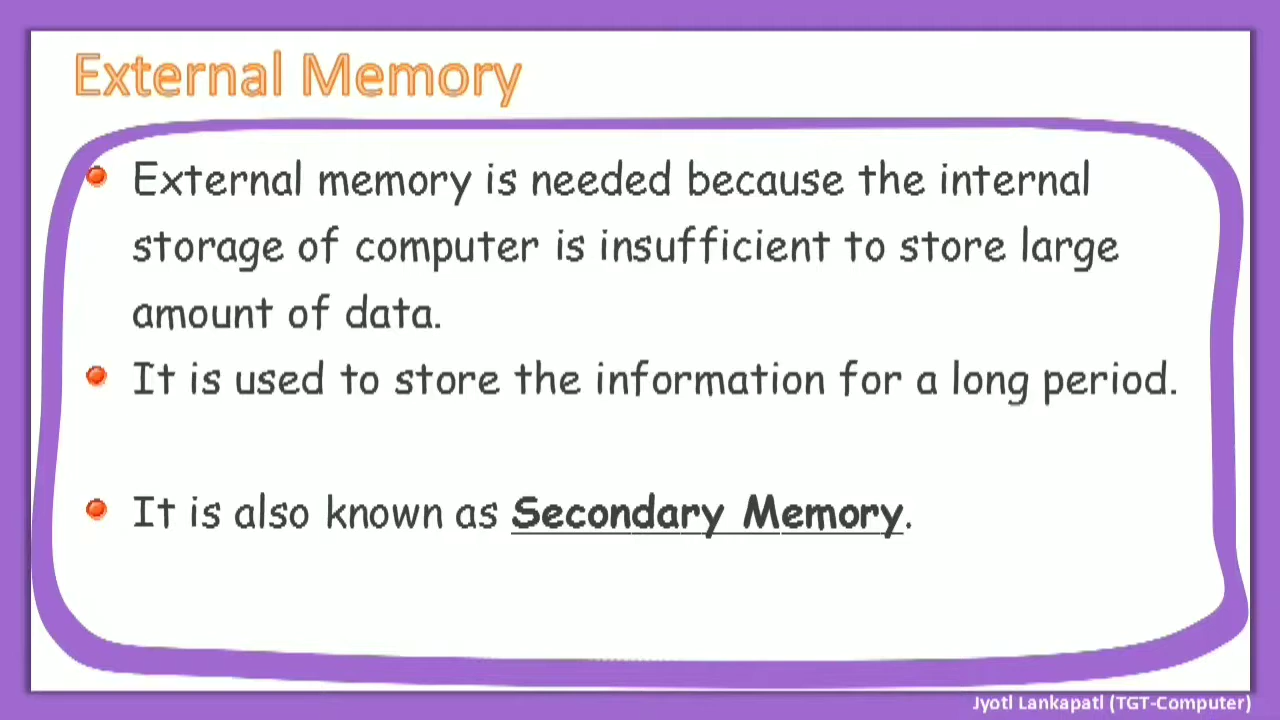 External Memory
External memory is needed because the internal
storage of computer is insufficient to store large
amount of data.
It is used to store the information for a long period.
It is also known as Secondary Memory.
Jyoti Lankapati (TGT-Computer)